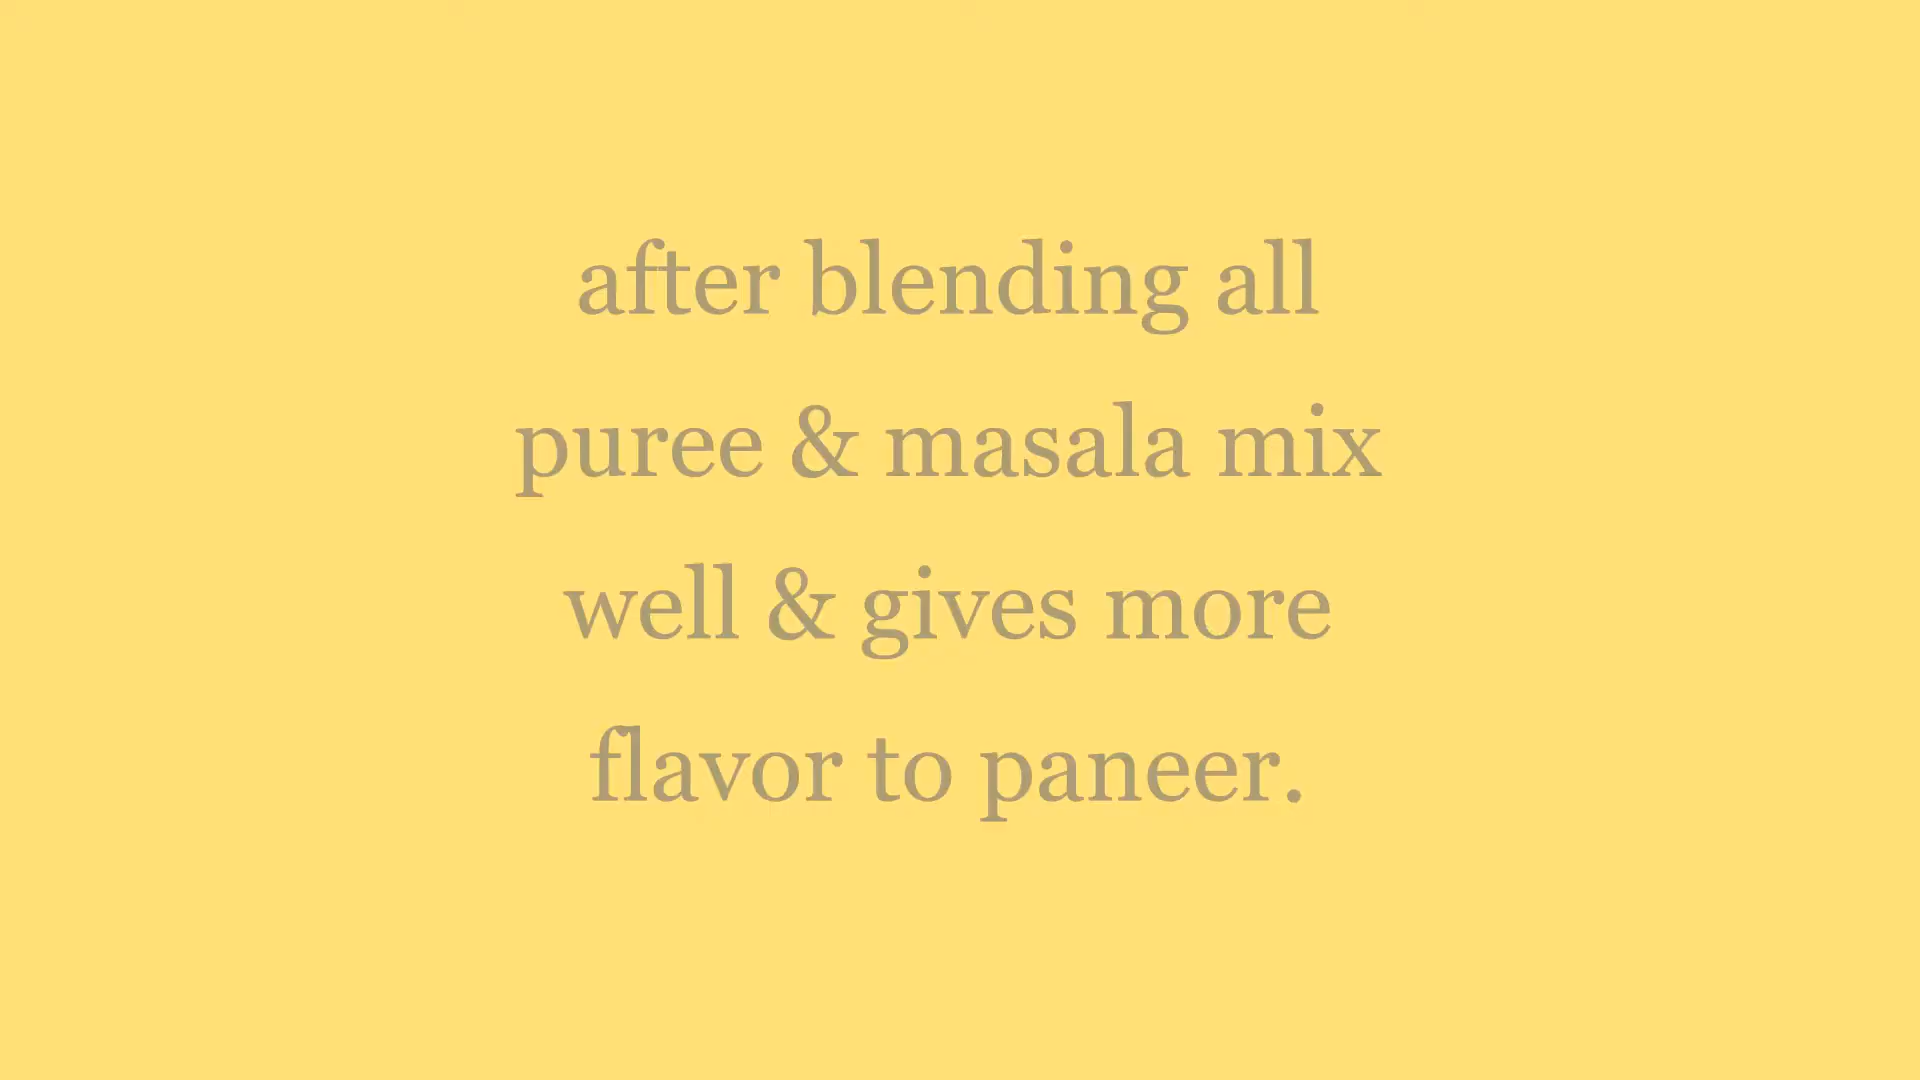 after blending all
puree & masala mix
well & gives more
flavor to paneer.